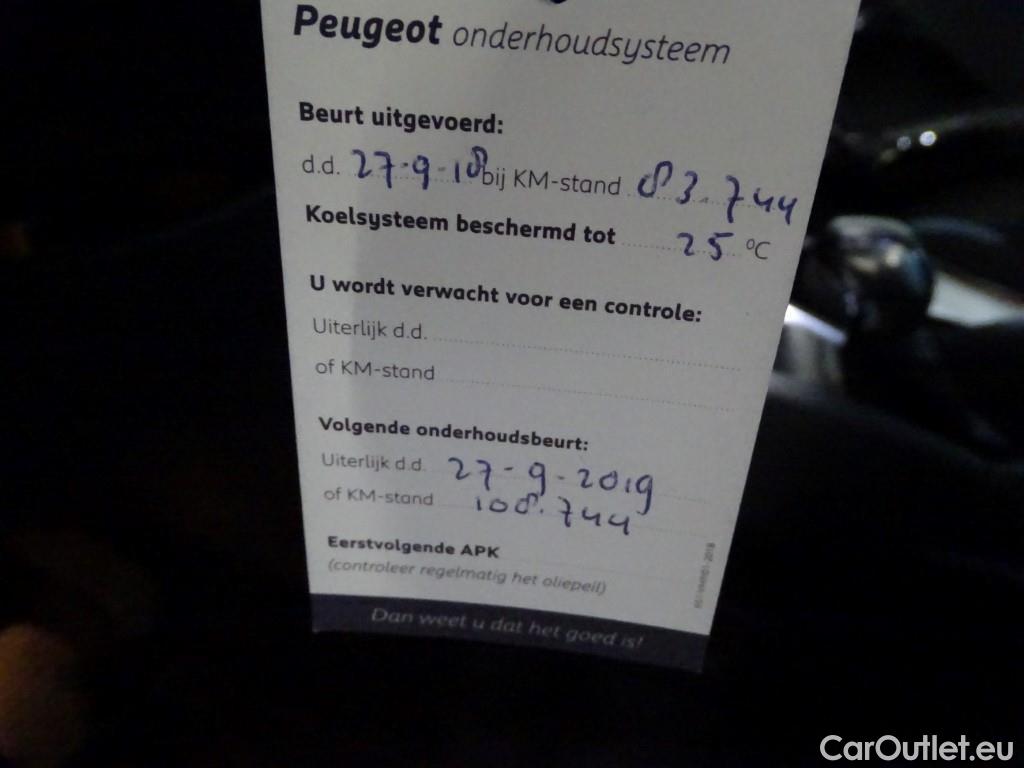 Peugeot onderhoudsysteem
Beurt uitgevoerd:
d.d. 27-9-18 bij KM-stand 83.744
Koelsysteem beschermd tot 25 °C
U wordt verwacht voor een controle:
Uiterlijk d.d.
of KM-stand
Volgende onderhoudsbeurt:
Uiterlijk d.d. 27-9-2019
of KM-stand 108.744
Eerstvolgende APK
(controleer regelmatig het oliepeil)
Dan weet u dat het goed is!
CarOutlet.eu